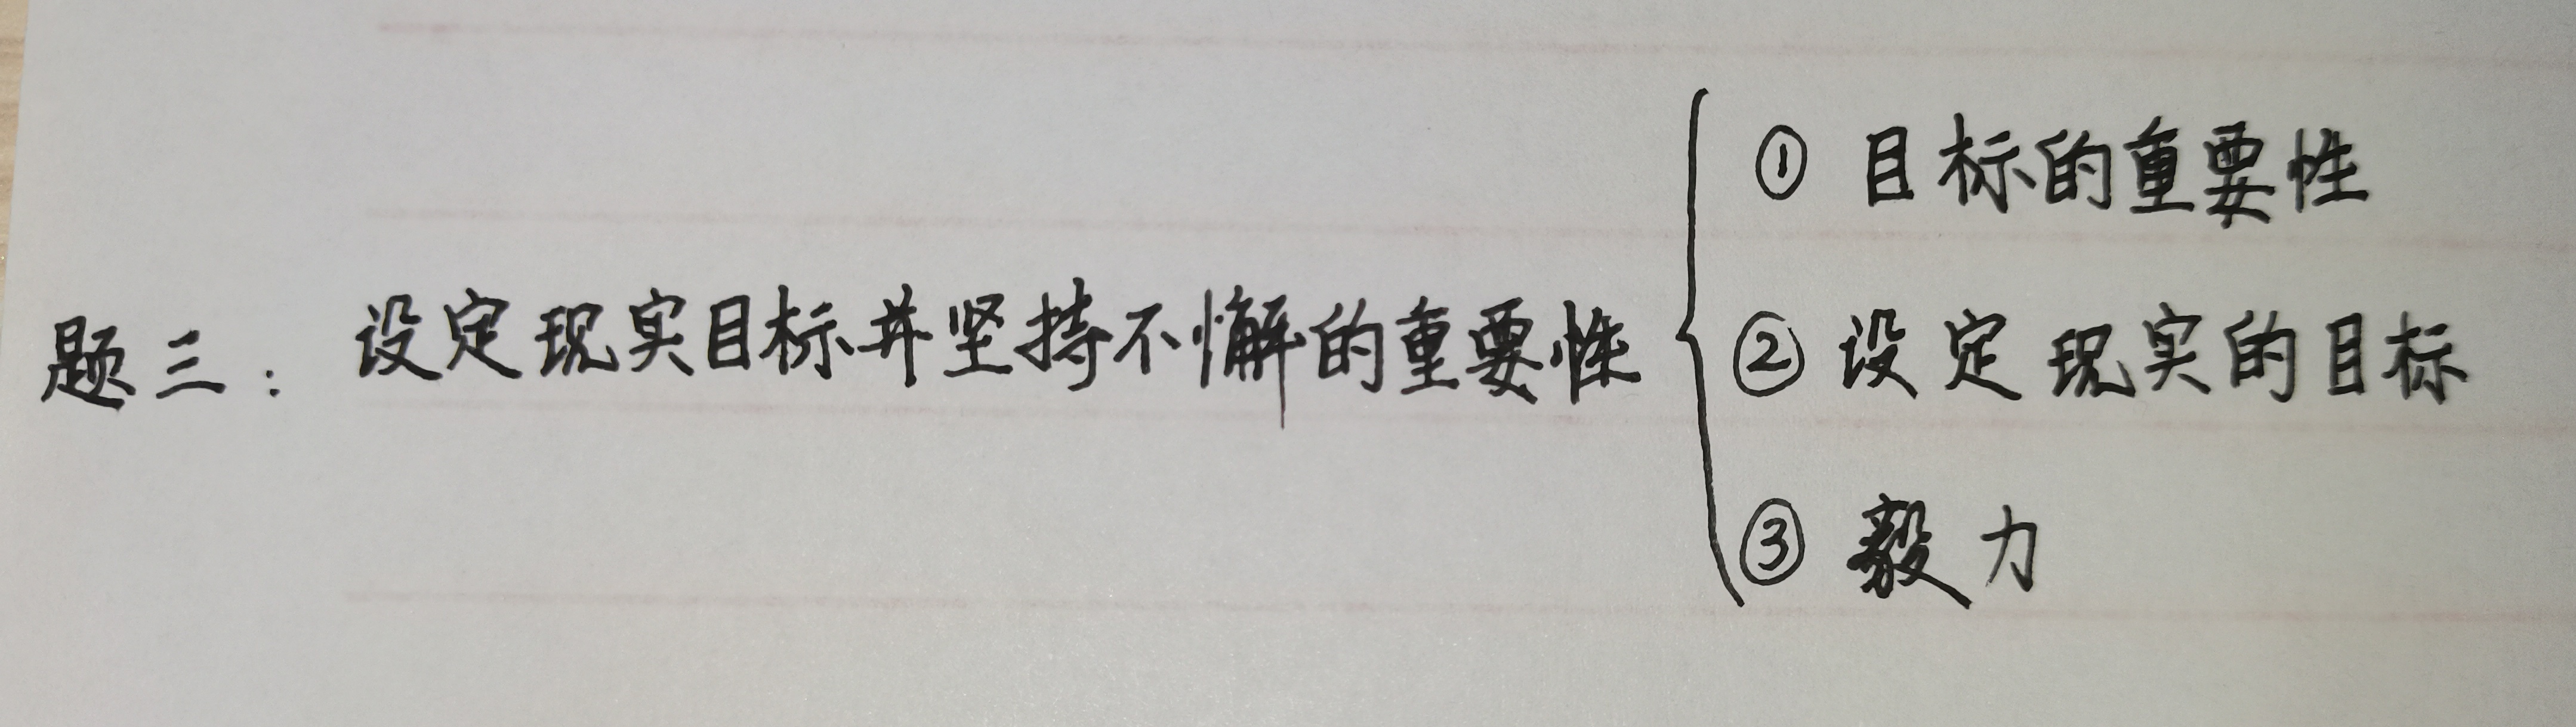 题三：设定现实目标并坚持不懈的重要性
① 目标的重要性
② 设定现实的目标
③ 毅力